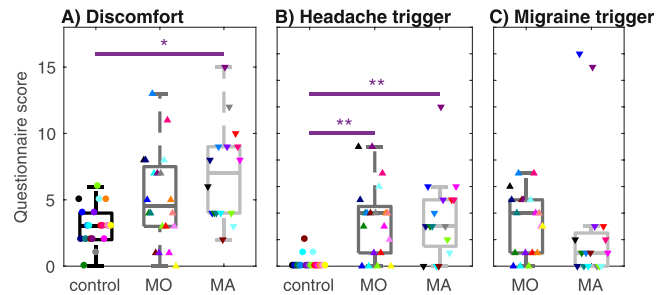 A) Discomfort
B) Headache trigger
C) Migraine trigger
Questionnaire score
15
10
5
0
*
**
**
control MO MA
control MO MA
MO MA